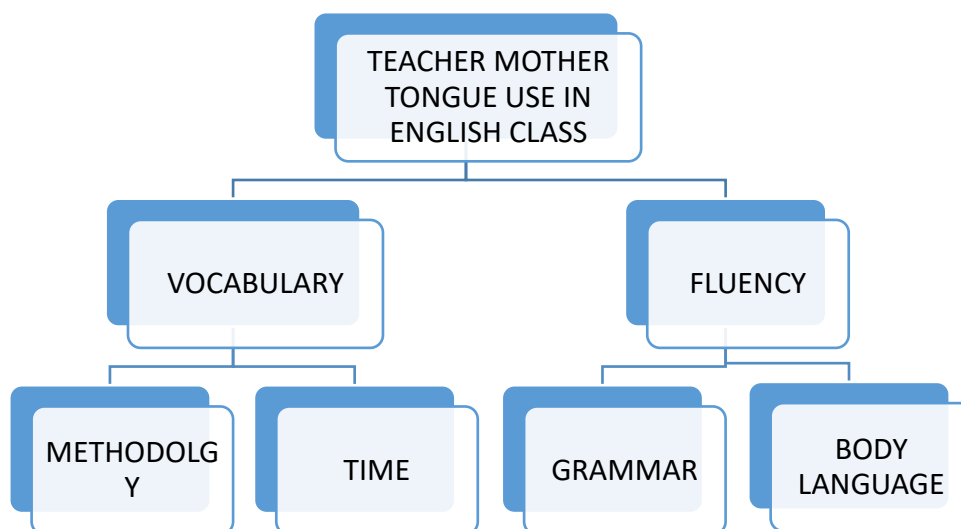 TEACHER MOTHER
TONGUE USE IN
ENGLISH CLASS
VOCABULARY
FLUENCY
METHODOLG
Y
TIME
GRAMMAR
BODY
LANGUAGE